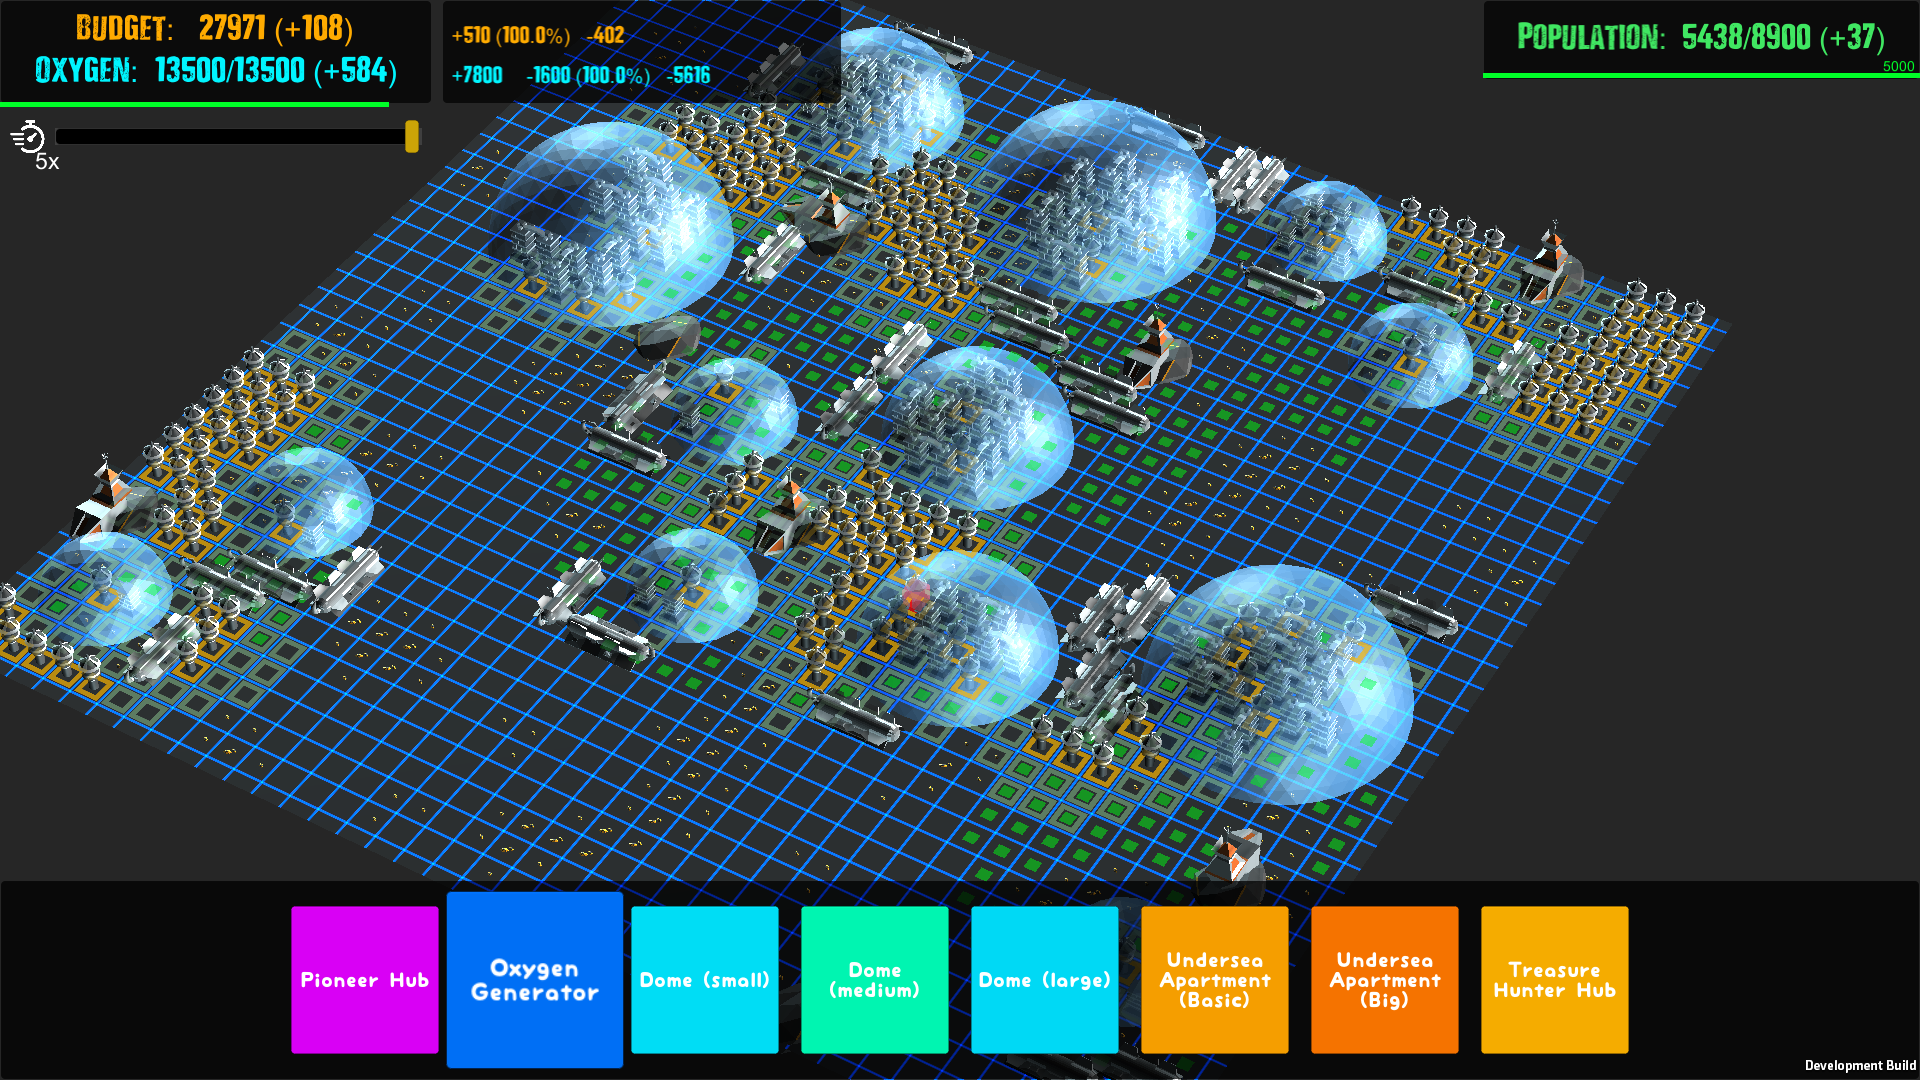 BUDGET: 27971 (+108)
OXYGEN: 13500/13500 (+584)
+510 (100.0%) -402
+7800 -1600 (100.0%) -5616
POPULATION: 5438/8900 (+37)
5000
5x
Pioneer Hub
Oxygen
Generator
Dome (small)
Dome
(medium)
Dome (large)
Undersea
Apartment
(Basic)
Undersea
Apartment
(Big)
Treasure
Hunter Hub
Development Build